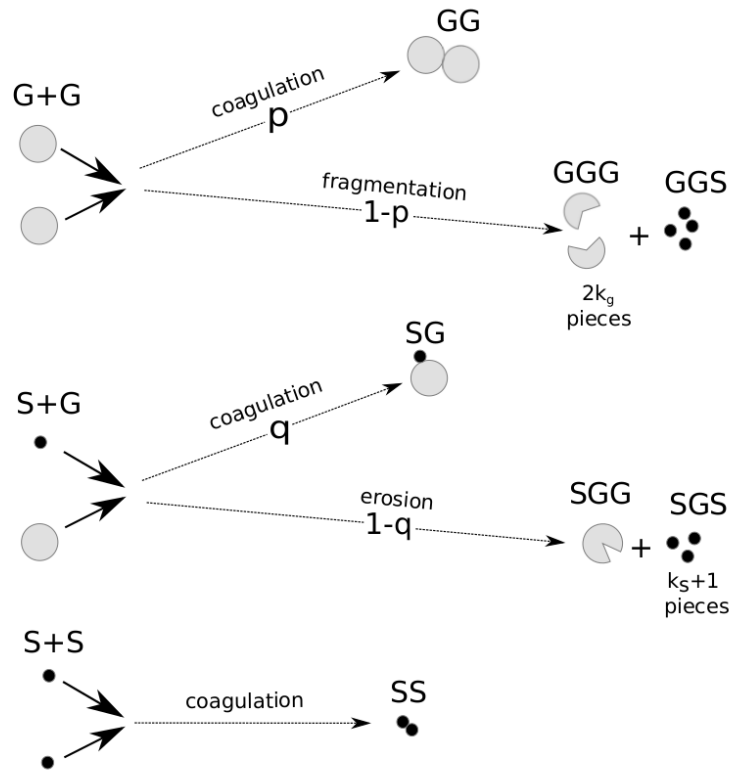 GG
G+G
coagulation
p
fragmentation
1-p
GGG
GGS
+
2kg
pieces
SG
S+G
coagulation
q
erosion
1-q
SGG
SGS
+
kS+1
pieces
S+S
coagulation
SS